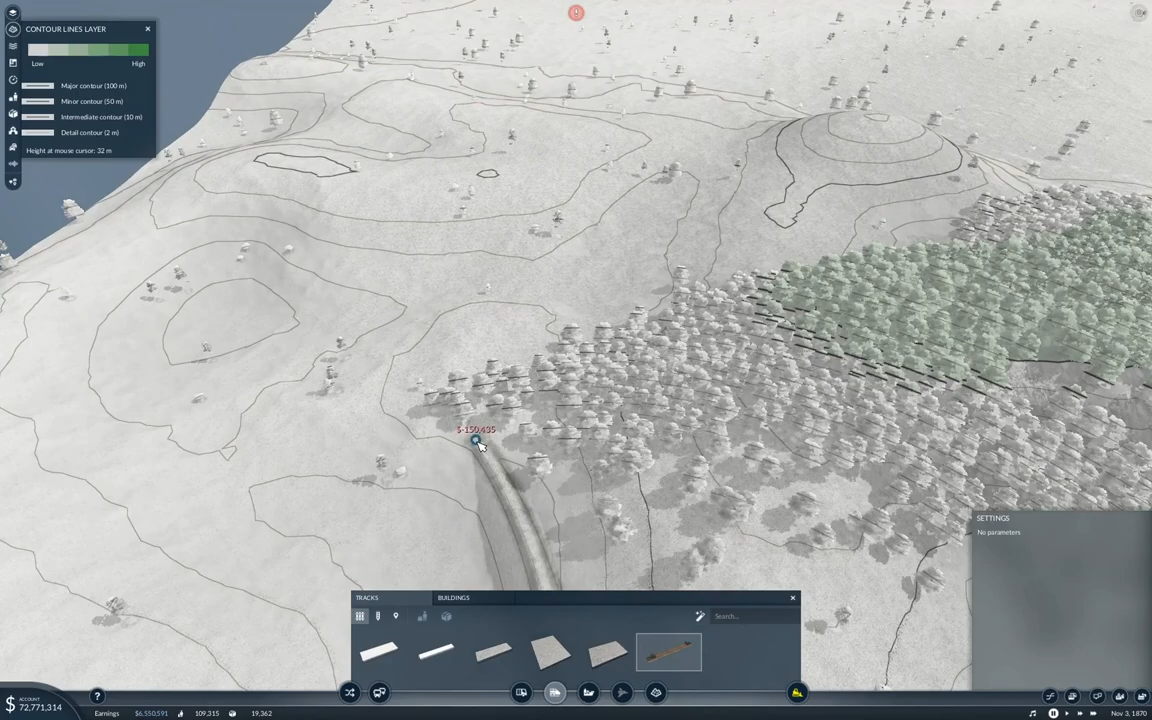 CONTOUR LINES LAYER
Low High
Major contour (100 m)
Minor contour (50 m)
Intermediate contour (10 m)
Detail contour (2 m)
Height at mouse cursor: 32 m
$-150,435
SETTINGS
No parameters
TRACKS BUILDINGS
Search...
$ ACCOUNT
72,771,314
?
Earnings $6,550,591 109,315 19,362
Nov 3, 1870